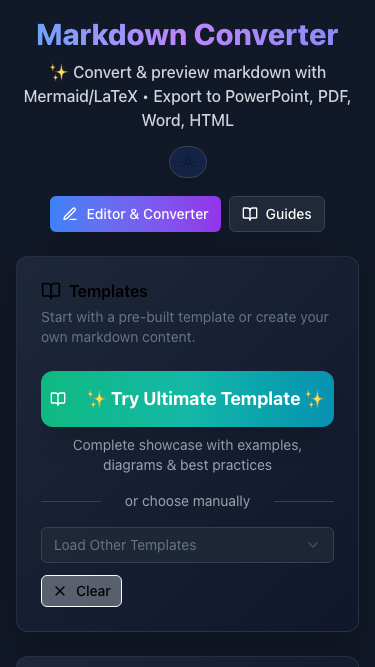 Markdown Converter
✨ Convert & preview markdown with
Mermaid/LaTeX • Export to PowerPoint, PDF,
Word, HTML
Editor & Converter
Guides
Templates
Start with a pre-built template or create your
own markdown content.
✨ Try Ultimate Template ✨
Complete showcase with examples,
diagrams & best practices
or choose manually
Load Other Templates
Clear